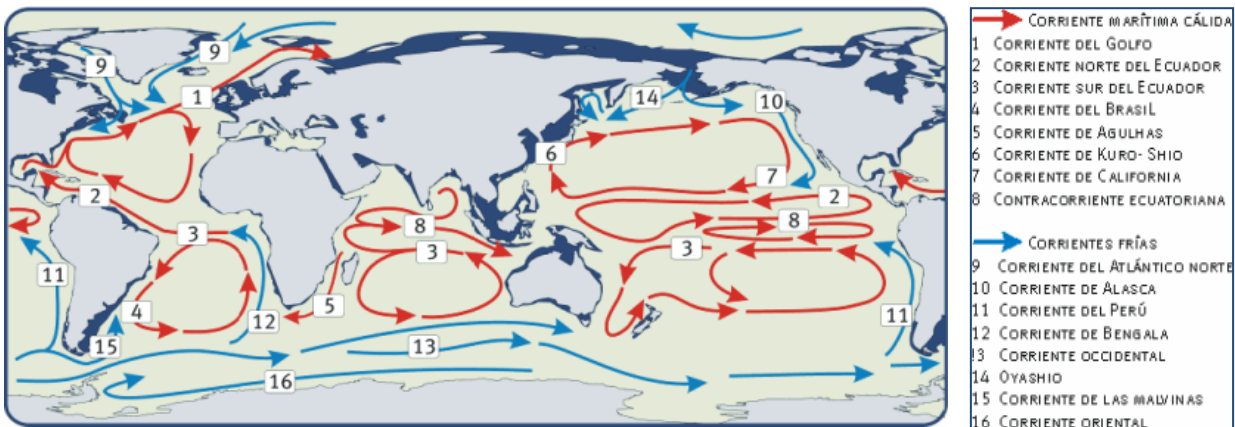 9
9
1
2
3
4
11
15
12
5
8
3
13
16
14
6
10
7
2
8
3
11
CORRIENTE MARÍTIMA CÁLIDA
1 CORRIENTE DEL GOLFO
2 CORRIENTE NORTE DEL ECUADOR
3 CORRIENTE SUR DEL ECUADOR
4 CORRIENTE DEL BRASIL
5 CORRIENTE DE AGULHAS
6 CORRIENTE DE KURO- SHIO
7 CORRIENTE DE CALIFORNIA
8 CONTRACORRIENTE ECUATORIANA
CORRIENTES FRÍAS
9 CORRIENTE DEL ATLÁNTICO NORTE
10 CORRIENTE DE ALASCA
11 CORRIENTE DEL PERÚ
12 CORRIENTE DE BENGALA
13 CORRIENTE OCCIDENTAL
14 OYASHIO
15 CORRIENTE DE LAS MALVINAS
16 CORRIENTE ORIENTAL